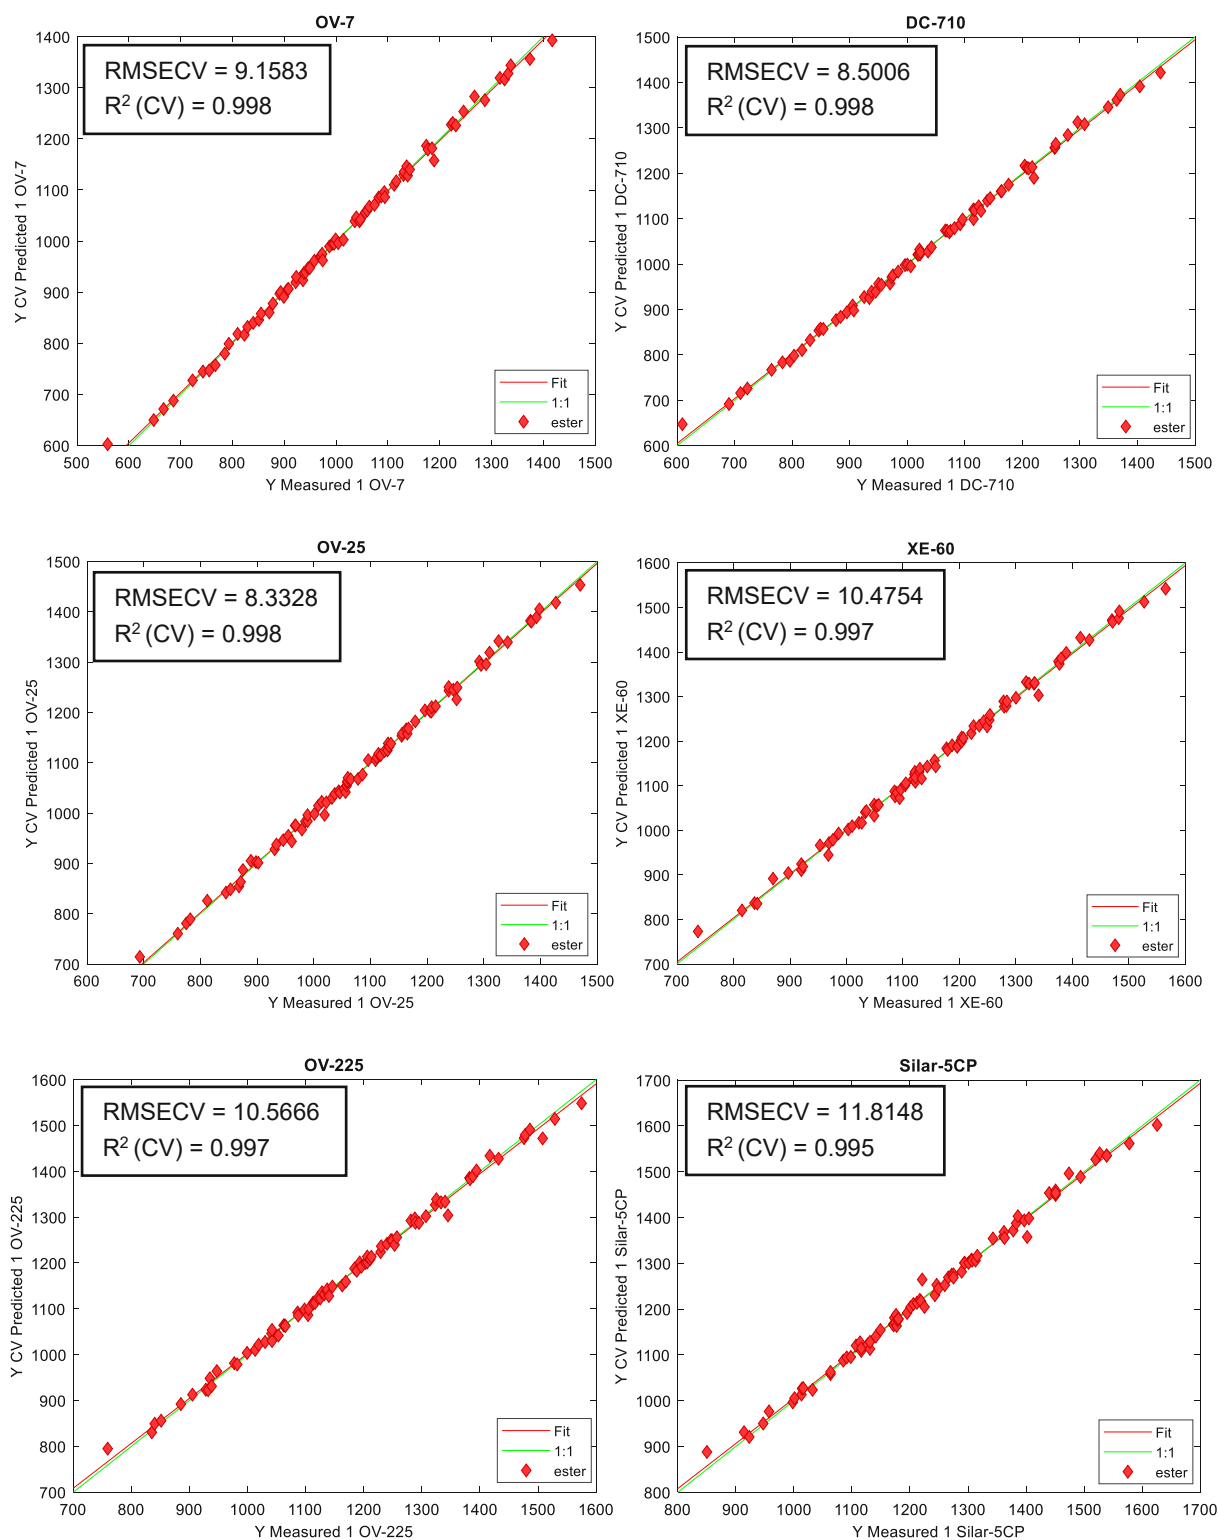 OV-7
RMSECV = 9.1583
R² (CV) = 0.998
1400
1300
1200
1100
1000
900
800
700
600
Y CV Predicted 1 OV-7
Fit
1:1
ester
500 600 700 800 900 1000 1100 1200 1300 1400 1500
Y Measured 1 OV-7
DC-710
RMSECV = 8.5006
R² (CV) = 0.998
1500
1400
1300
1200
1100
1000
900
800
700
600
Y CV Predicted 1 DC-710
Fit
1:1
ester
600 700 800 900 1000 1100 1200 1300 1400 1500
Y Measured 1 DC-710
OV-25
RMSECV = 8.3328
R² (CV) = 0.998
1500
1400
1300
1200
1100
1000
900
800
700
Y CV Predicted 1 OV-25
Fit
1:1
ester
600 700 800 900 1000 1100 1200 1300 1400 1500
Y Measured 1 OV-25
XE-60
RMSECV = 10.4754
R² (CV) = 0.997
1600
1500
1400
1300
1200
1100
1000
900
800
700
Y CV Predicted 1 XE-60
Fit
1:1
ester
700 800 900 1000 1100 1200 1300 1400 1500 1600
Y Measured 1 XE-60
OV-225
RMSECV = 10.5666
R² (CV) = 0.997
1600
1500
1400
1300
1200
1100
1000
900
800
700
Y CV Predicted 1 OV-225
Fit
1:1
ester
700 800 900 1000 1100 1200 1300 1400 1500 1600
Y Measured 1 OV-225
Silar-5CP
RMSECV = 11.8148
R² (CV) = 0.995
1700
1600
1500
1400
1300
1200
1100
1000
900
800
Y CV Predicted 1 Silar-5CP
Fit
1:1
ester
800 900 1000 1100 1200 1300 1400 1500 1600 1700
Y Measured 1 Silar-5CP